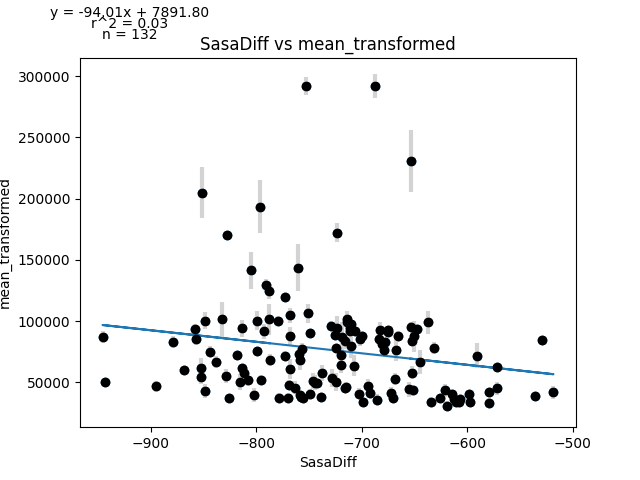 y = -94.01x + 7891.80
r^2 = 0.03
n = 132
SasaDiff vs mean_transformed
300000
250000
200000
150000
100000
50000
mean_transformed
−900
−800
−700
−600
−500
SasaDiff